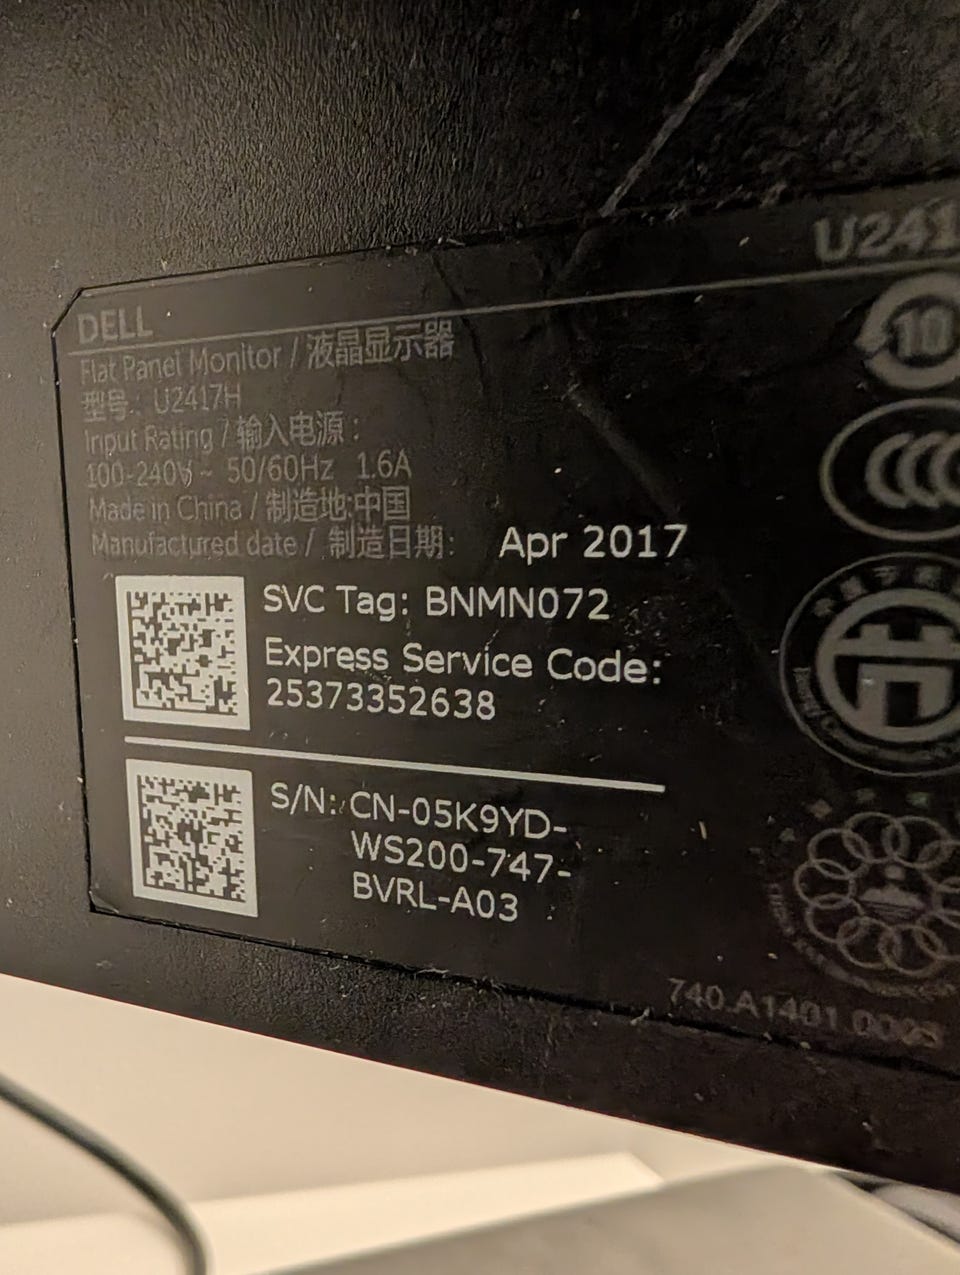 U241
DELL
Flat Panel Monitor / 液晶显示器
型号: U2417H
Input Rating / 输入电源:
100-240V ~ 50/60Hz 1.6A
Made in China / 制造地:中国
Manufactured date / 制造日期: Apr 2017
10
SVC Tag: BNMN072
Express Service Code:
25373352638
S/N: CN-05K9YD-
WS200-747-
BVRL-A03
740.A1401.